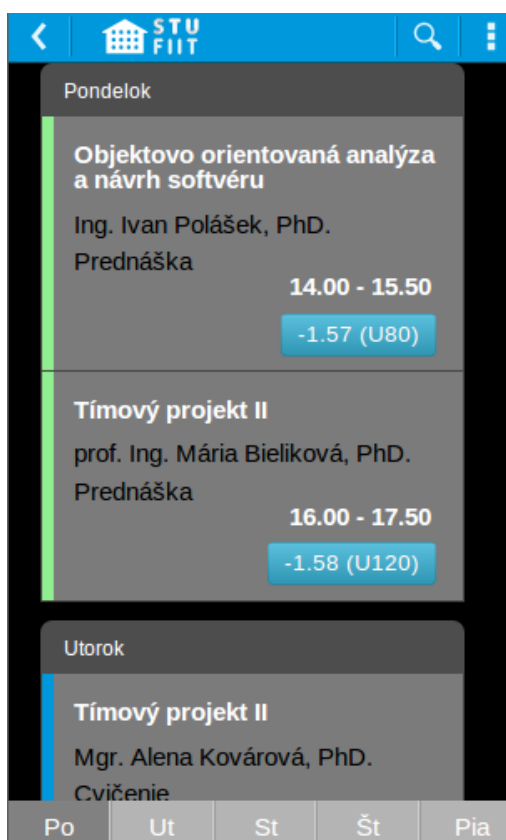 STU
FIIT
Pondelok
Objektovo orientovaná analýza
a návrh softvéru
Ing. Ivan Polášek, PhD.
Prednáška
14.00 - 15.50
-1.57 (U80)
Tímový projekt II
prof. Ing. Mária Bieliková, PhD.
Prednáška
16.00 - 17.50
-1.58 (U120)
Utorok
Tímový projekt II
Mgr. Alena Kovárová, PhD.
Cvičenie
Po Ut St Št Pia